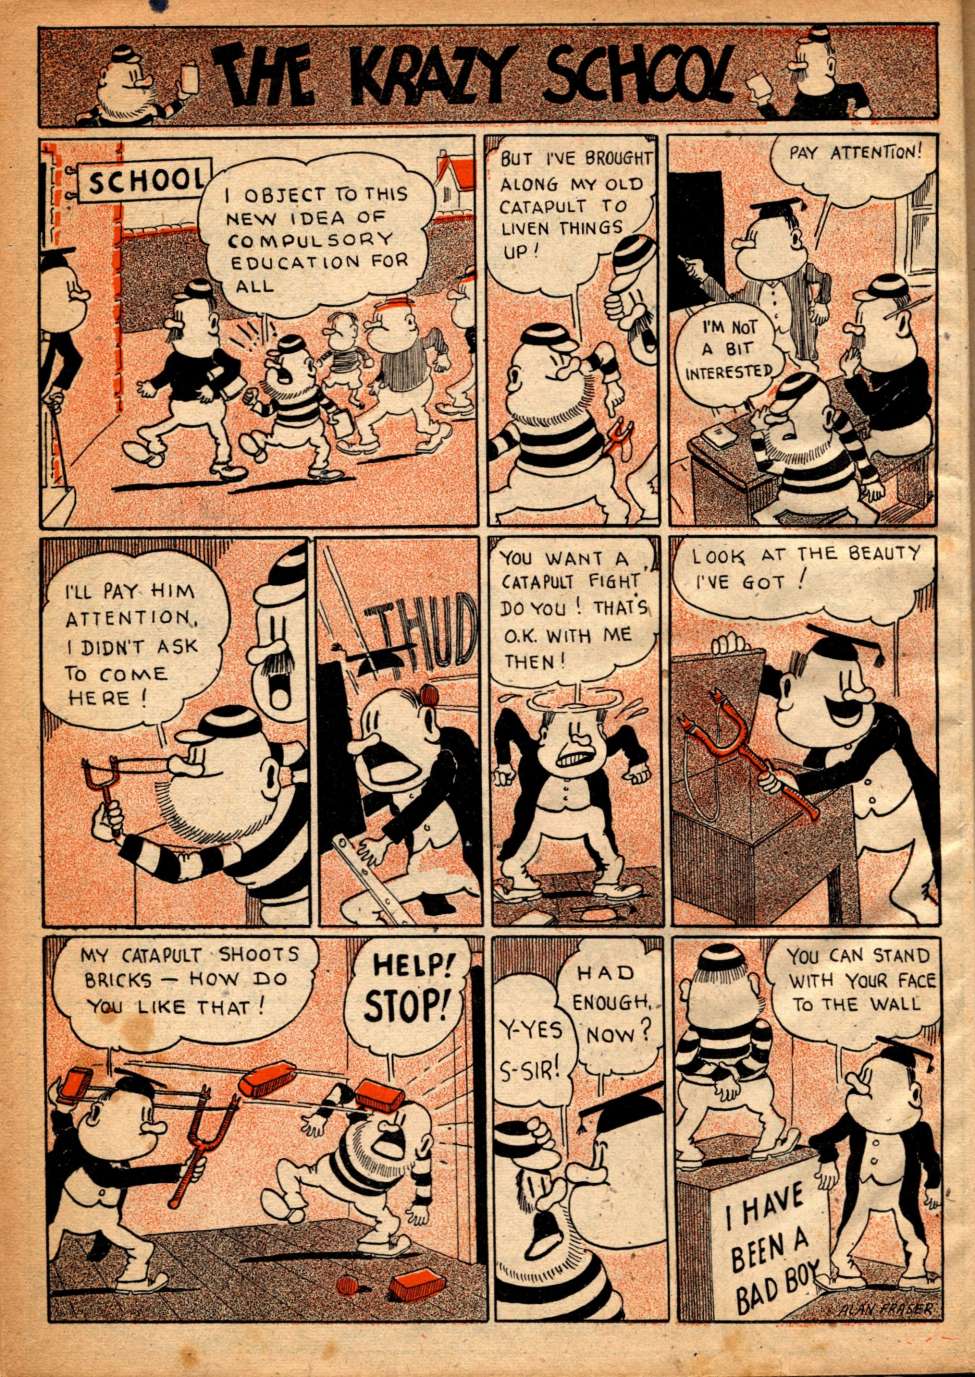 THE KRAZY SCHOOL
SCHOOL
I OBJECT TO THIS
NEW IDEA OF
COMPULSORY
EDUCATION FOR
ALL
BUT I'VE BROUGHT
ALONG MY OLD
CATAPULT TO
LIVEN THINGS
UP!
PAY ATTENTION!
I'M NOT
A BIT
INTERESTED
I'LL PAY HIM
ATTENTION,
I DIDN'T ASK
TO COME
HERE!
THUD
YOU WANT A
CATAPULT FIGHT,
DO YOU! THAT'S
O.K. WITH ME
THEN!
LOOK AT THE BEAUTY
I'VE GOT!
MY CATAPULT SHOOTS
BRICKS — HOW DO
YOU LIKE THAT!
HELP!
STOP!
HAD
ENOUGH,
NOW?
Y-YES
S-SIR!
YOU CAN STAND
WITH YOUR FACE
TO THE WALL
I HAVE
BEEN A
BAD BOY
ALAN FRASER